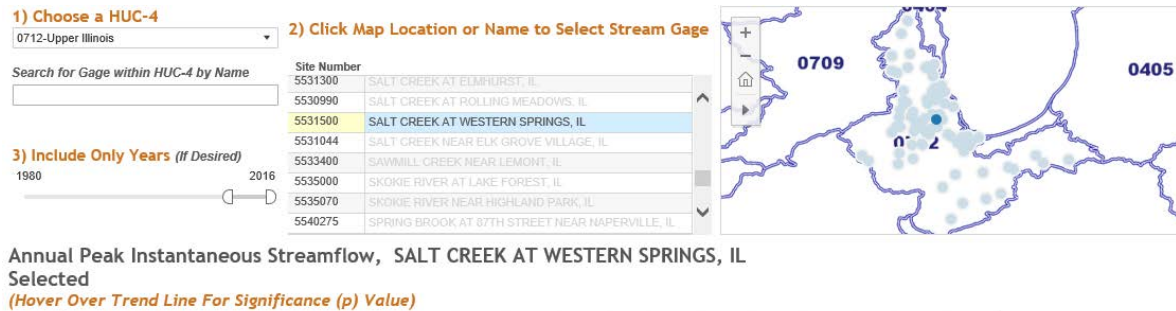 1) Choose a HUC-4
0712-Upper Illinois
Search for Gage within HUC-4 by Name
3) Include Only Years (If Desired)
1980 2016
2) Click Map Location or Name to Select Stream Gage
Site Number
5531300 SALT CREEK AT ELMHURST, IL
5530990 SALT CREEK AT ROLLING MEADOWS, IL
5531500 SALT CREEK AT WESTERN SPRINGS, IL
5531044 SALT CREEK NEAR ELK GROVE VILLAGE, IL
5533400 SAWMILL CREEK NEAR LEMONT, IL
5535000 SKOKIE RIVER AT LAKE FOREST, IL
5535070 SKOKIE RIVER NEAR HIGHLAND PARK, IL
5540275 SPRING BROOK AT 87TH STREET NEAR NAPERVILLE, IL
0709
0405
Annual Peak Instantaneous Streamflow, SALT CREEK AT WESTERN SPRINGS, IL
Selected
(Hover Over Trend Line For Significance (p) Value)